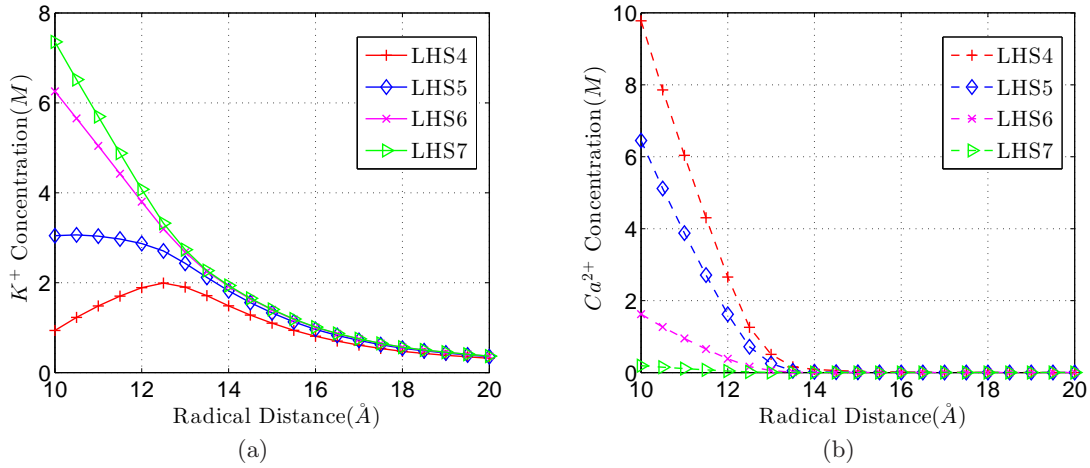 8
6
4
2
0
10 12 14 16 18 20
K⁺ Concentration(M)
Radical Distance(Å)
LHS4
LHS5
LHS6
LHS7
(a)
10
8
6
4
2
0
10 12 14 16 18 20
Ca²⁺ Concentration(M)
Radical Distance(Å)
LHS4
LHS5
LHS6
LHS7
(b)